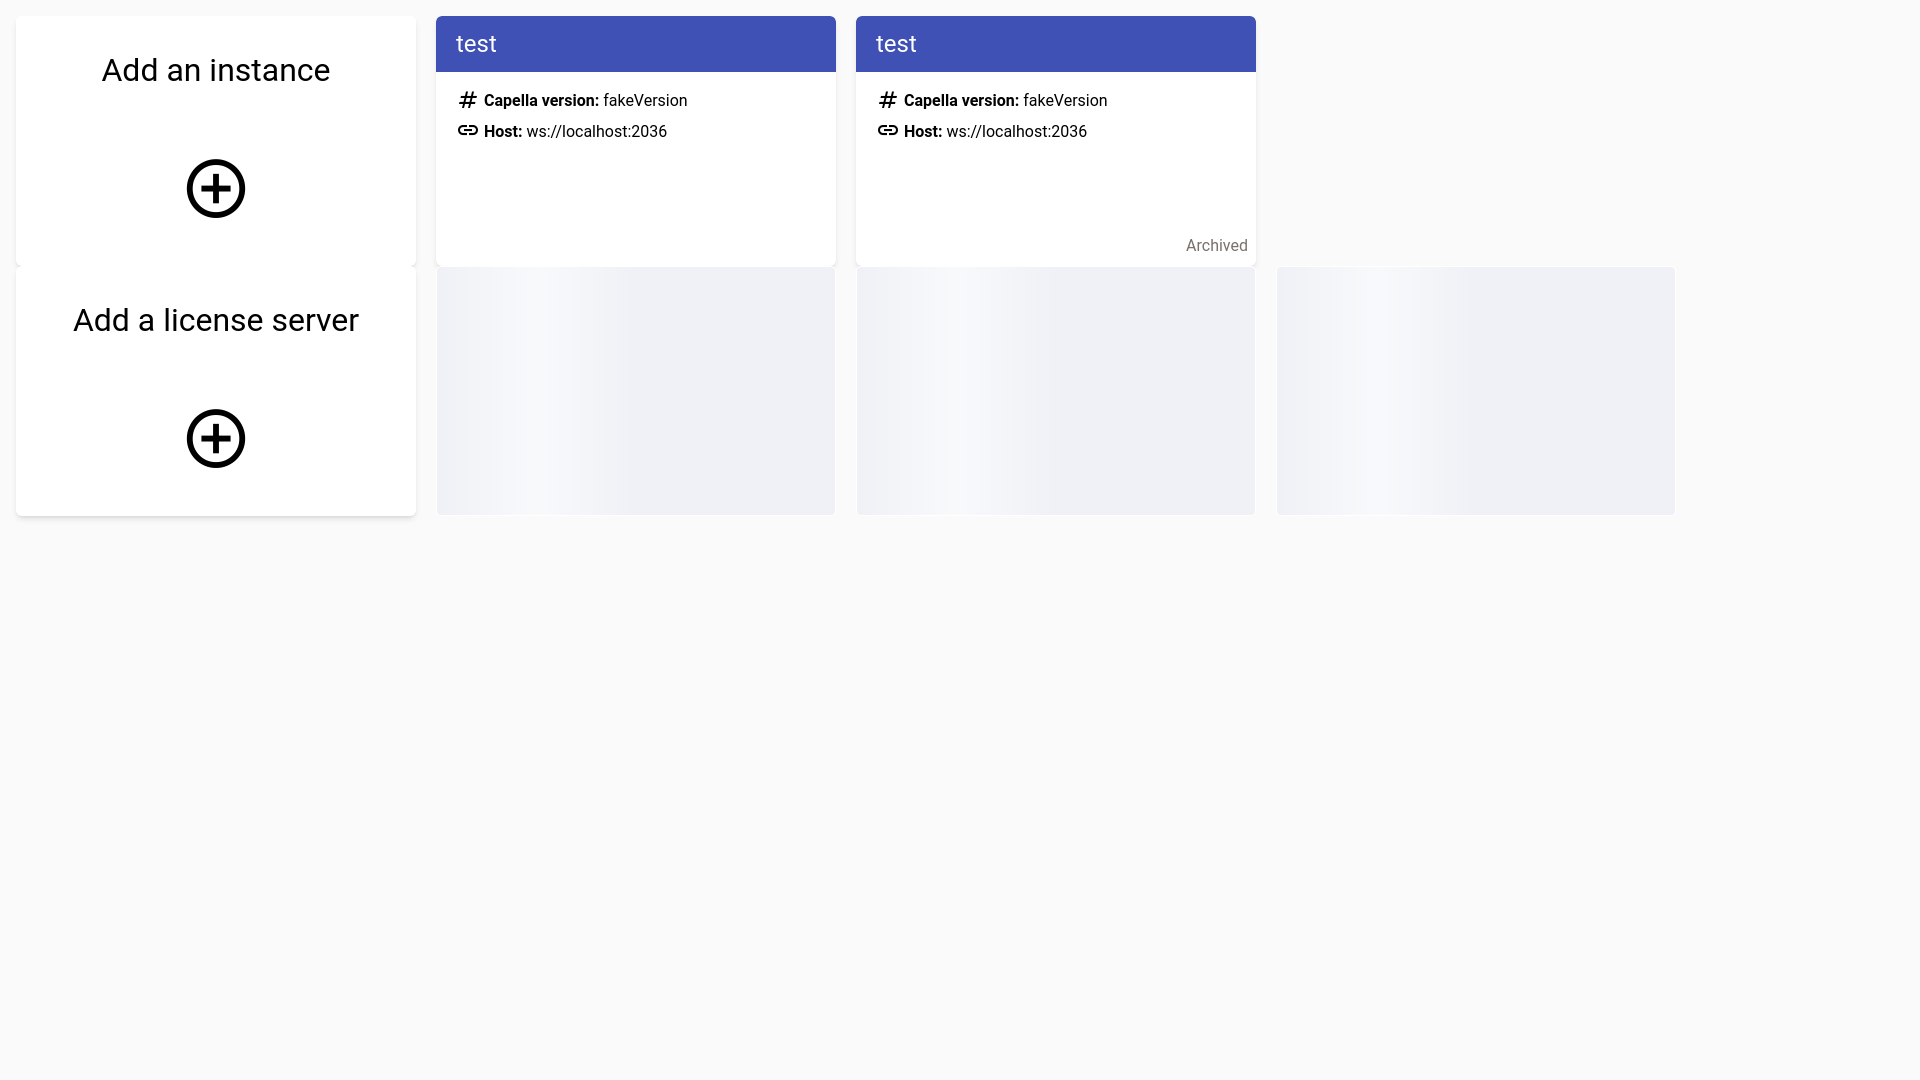 Add an instance
test
Capella version: fakeVersion
Host: ws://localhost:2036
test
Capella version: fakeVersion
Host: ws://localhost:2036
Archived
Add a license server